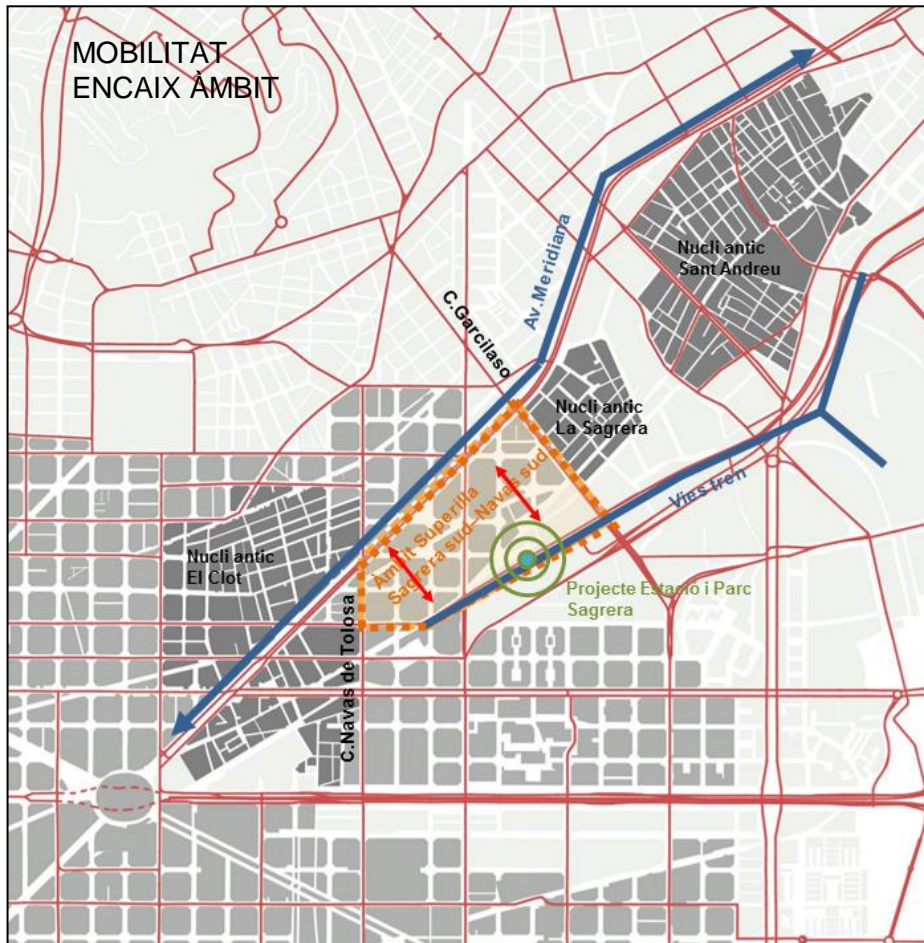 MOBILITAT
ENCAIX ÀMBIT
Nucli antic
Sant Andreu
Av.Meridiana
C.Garcilaso
Nucli antic
La Sagrera
Vies tren
Àmbit Superilla
Sagrera sud–Navas sud
Nucli antic
El Clot
Projecte Estació i Parc
Sagrera
C.Navas de Tolosa